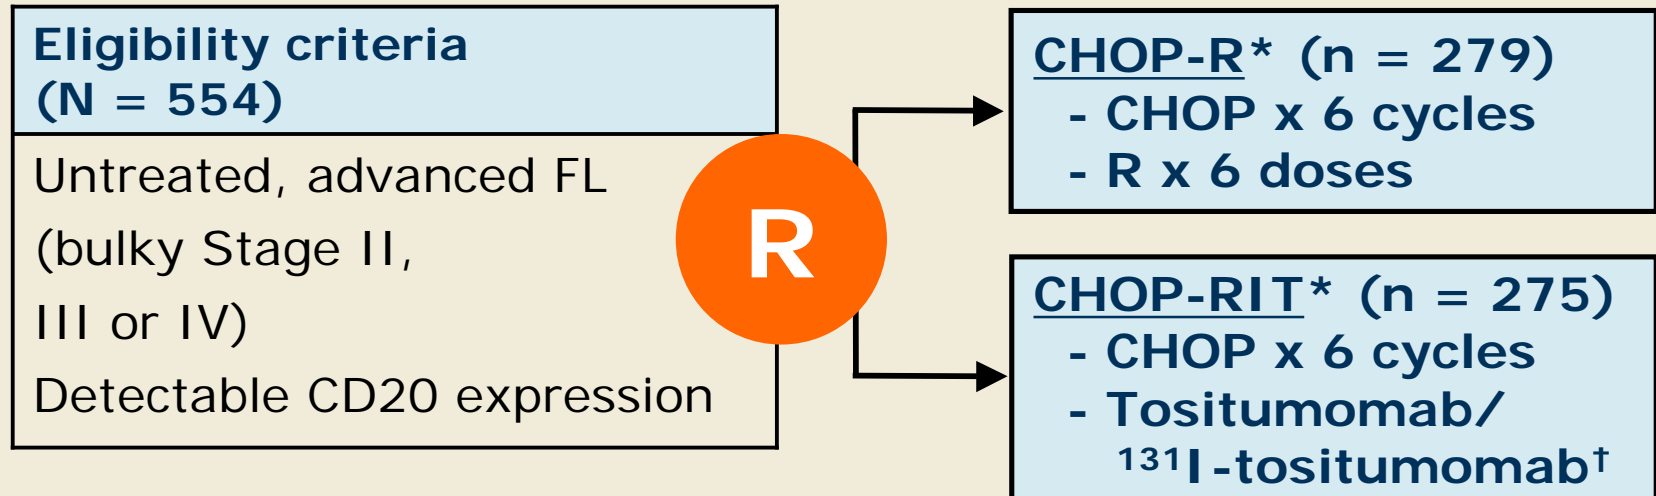 Eligibility criteria
(N = 554)
Untreated, advanced FL
(bulky Stage II,
III or IV)
Detectable CD20 expression
R
CHOP-R* (n = 279)
- CHOP x 6 cycles
- R x 6 doses
CHOP-RIT* (n = 275)
- CHOP x 6 cycles
- Tositumomab/
¹³¹I-tositumomab†